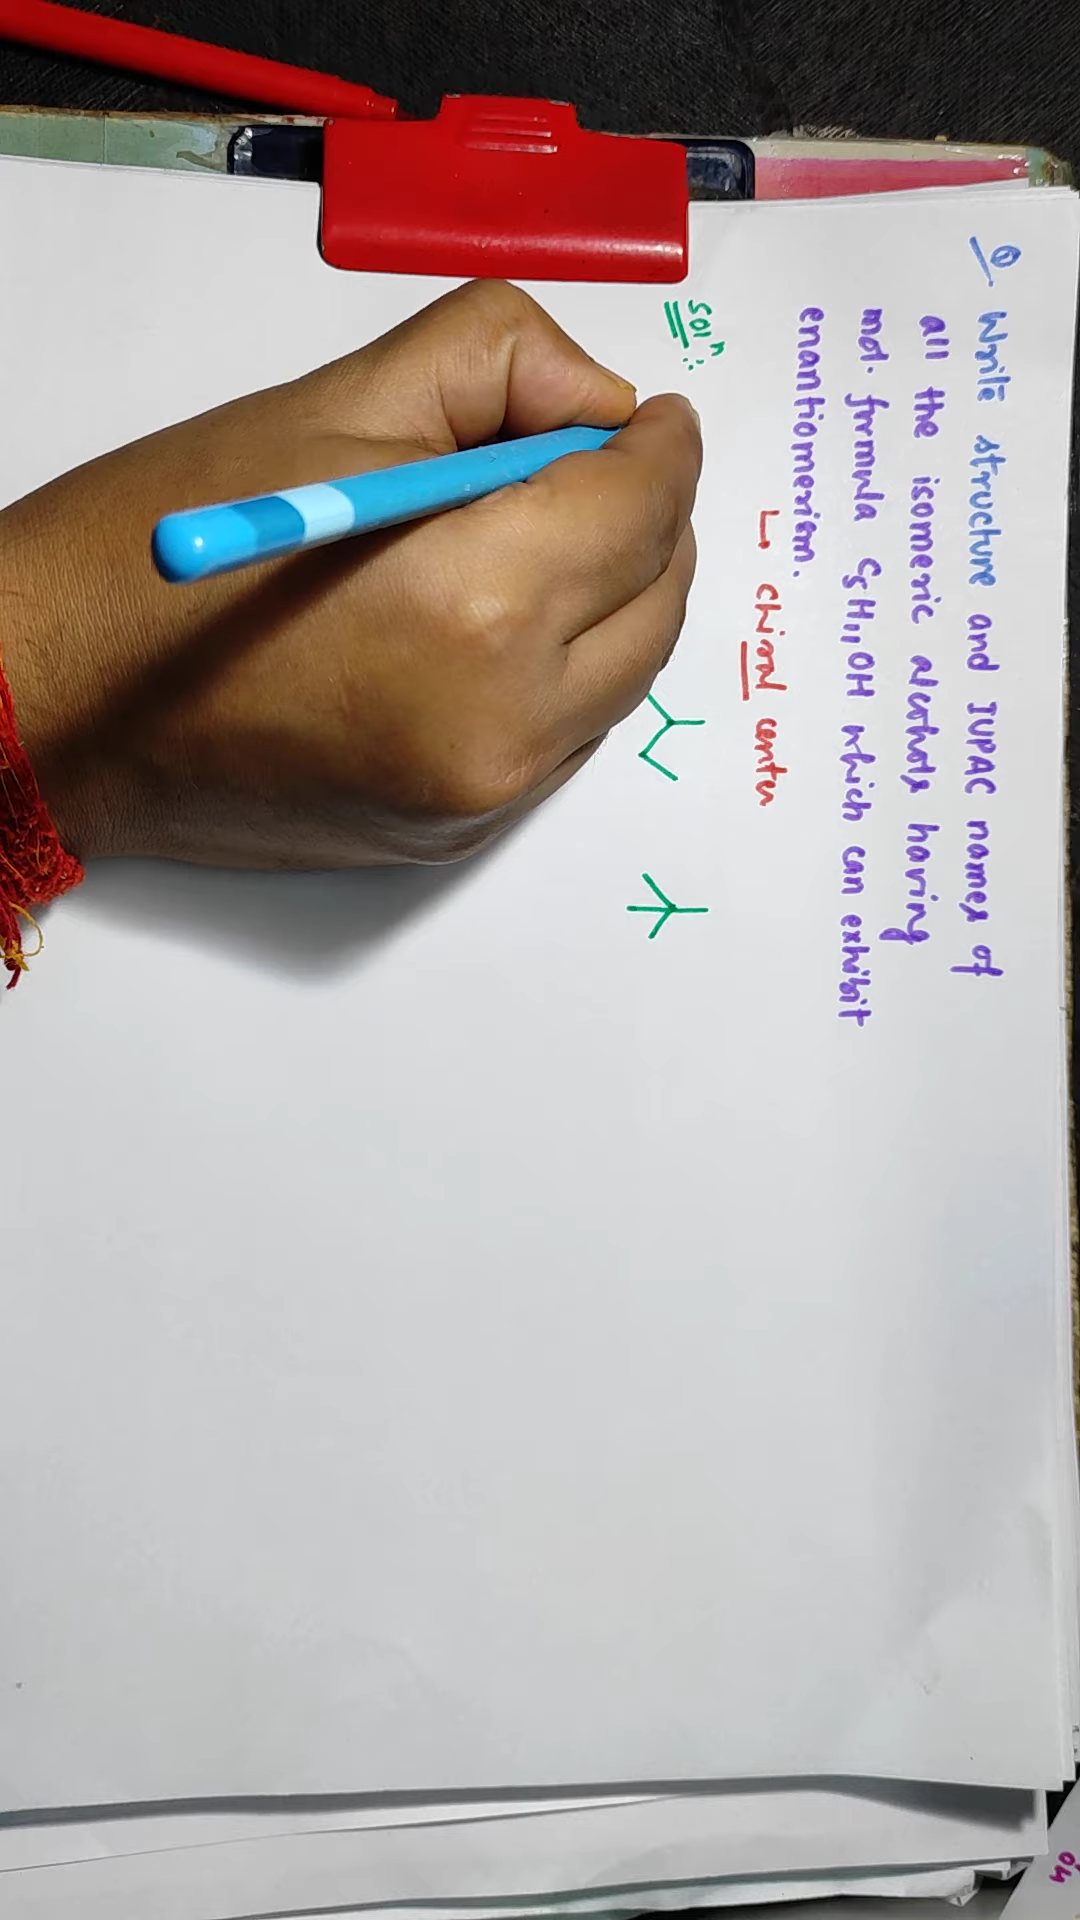 Q Write structure and IUPAC names of
all the isomeric alcohols having
mol. formula C5H11OH which can exhibit
enantiomerism.
↳ chiral center
Solⁿ:
04